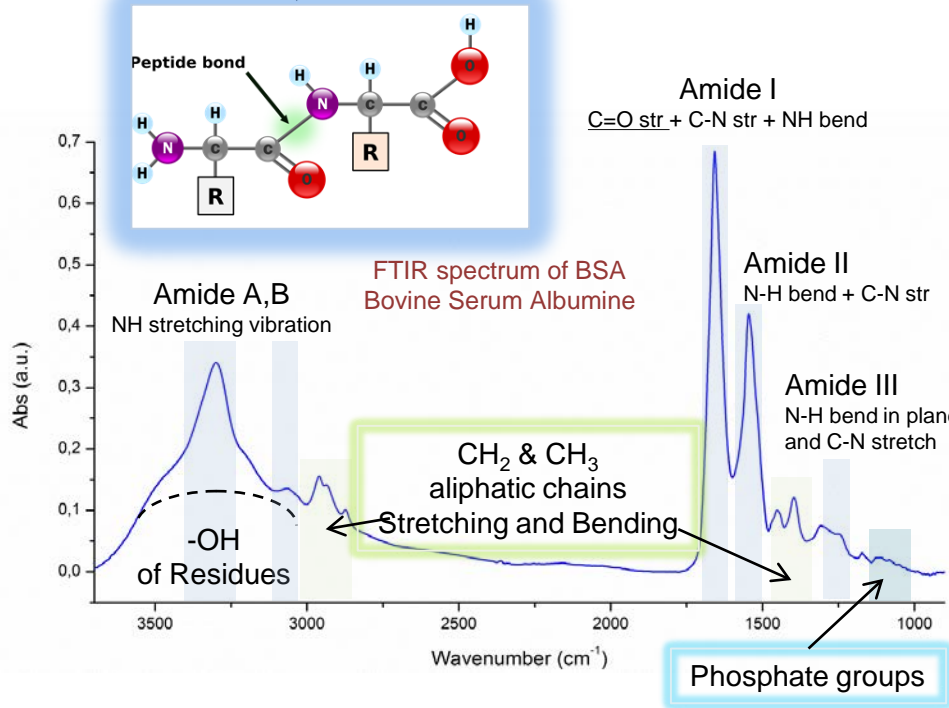 Peptide bond
H
H
H
H
N
C
C
O
R
H
N
H
C
C
O
O
R
H
Amide I
C=O str + C-N str + NH bend
FTIR spectrum of BSA
Bovine Serum Albumine
Amide II
N-H bend + C-N str
Amide A,B
NH stretching vibration
Amide III
N-H bend in plane
and C-N stretch
CH₂ & CH₃
aliphatic chains
Stretching and Bending
-OH
of Residues
Phosphate groups
Abs (a.u.)
0,7
0,6
0,5
0,4
0,3
0,2
0,1
0,0
3500
3000
2500
2000
1500
1000
Wavenumber (cm⁻¹)